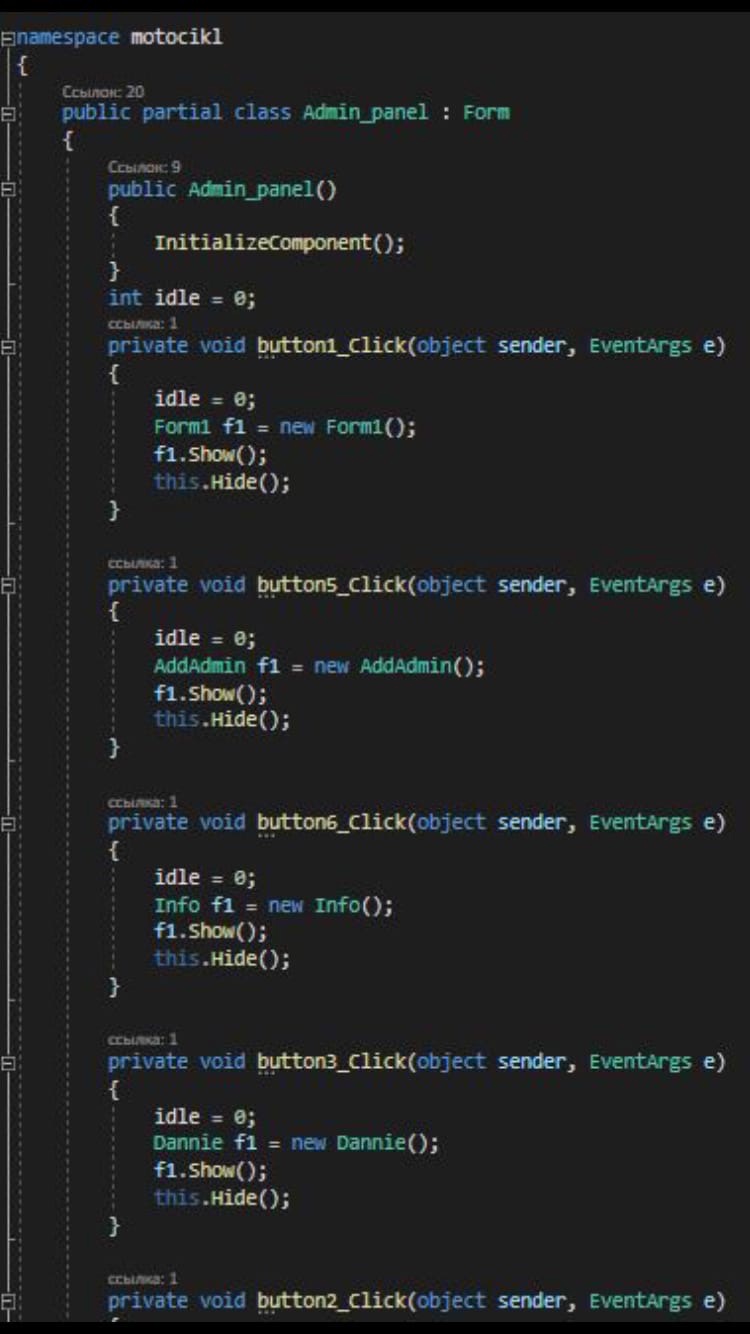 namespace motocikl
{
Ссылок: 20
public partial class Admin_panel : Form
{
Ссылок: 9
public Admin_panel()
{
InitializeComponent();
}
int idle = 0;
ссылка: 1
private void button1_Click(object sender, EventArgs e)
{
idle = 0;
Form1 f1 = new Form1();
f1.Show();
this.Hide();
}
ссылка: 1
private void button5_Click(object sender, EventArgs e)
{
idle = 0;
AddAdmin f1 = new AddAdmin();
f1.Show();
this.Hide();
}
ссылка: 1
private void button6_Click(object sender, EventArgs e)
{
idle = 0;
Info f1 = new Info();
f1.Show();
this.Hide();
}
ссылка: 1
private void button3_Click(object sender, EventArgs e)
{
idle = 0;
Dannie f1 = new Dannie();
f1.Show();
this.Hide();
}
ссылка: 1
private void button2_Click(object sender, EventArgs e)